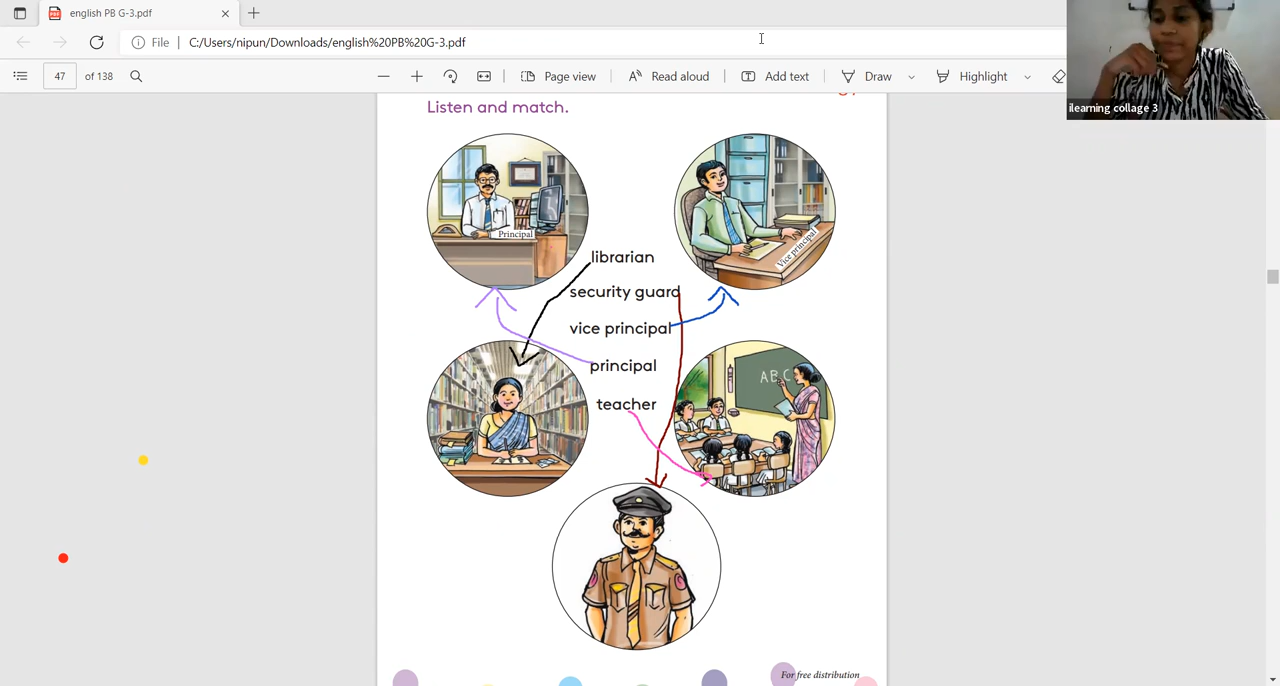 english PB G-3.pdf
File
C:/Users/nipun/Downloads/english%20PB%20G-3.pdf
47
of 138
Page view
Read aloud
Add text
Draw
Highlight
ilearning collage 3
Listen and match.
Principal
Vice principal
librarian
security guard
vice principal
principal
teacher
A B C
For free distribution